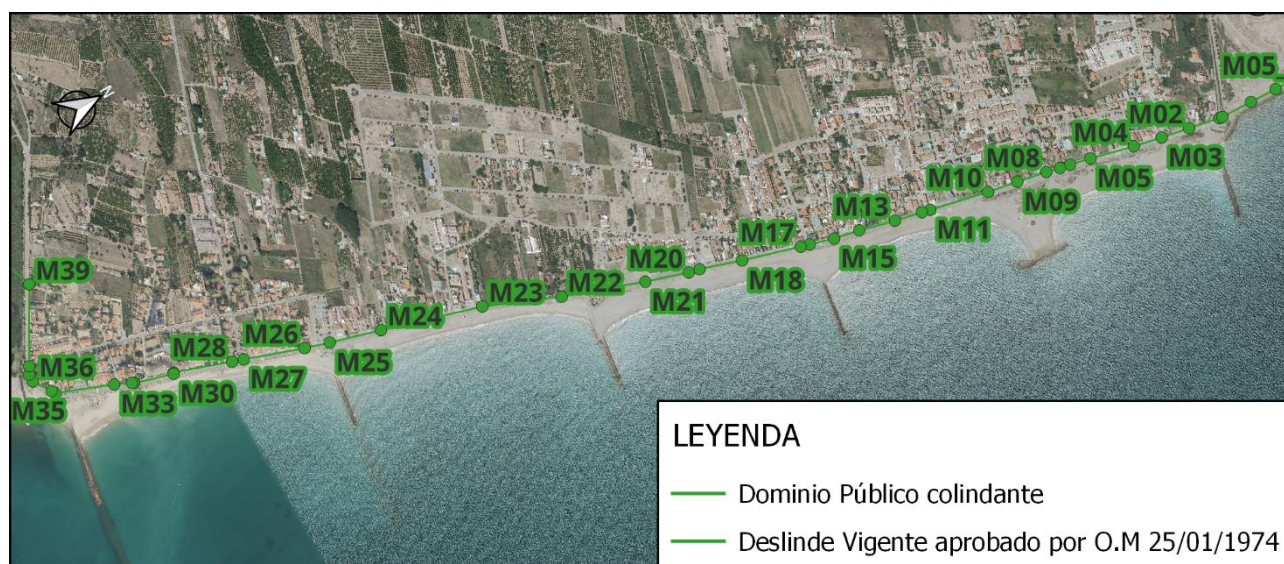 N
M05
M02
M04
M03
M08
M05
M10
M09
M13
M11
M17
M15
M20
M18
M39
M23
M22
M21
M24
M26
M28
M25
M36
M27
M30
M35
M33
LEYENDA
Dominio Público colindante
Deslinde Vigente aprobado por O.M 25/01/1974